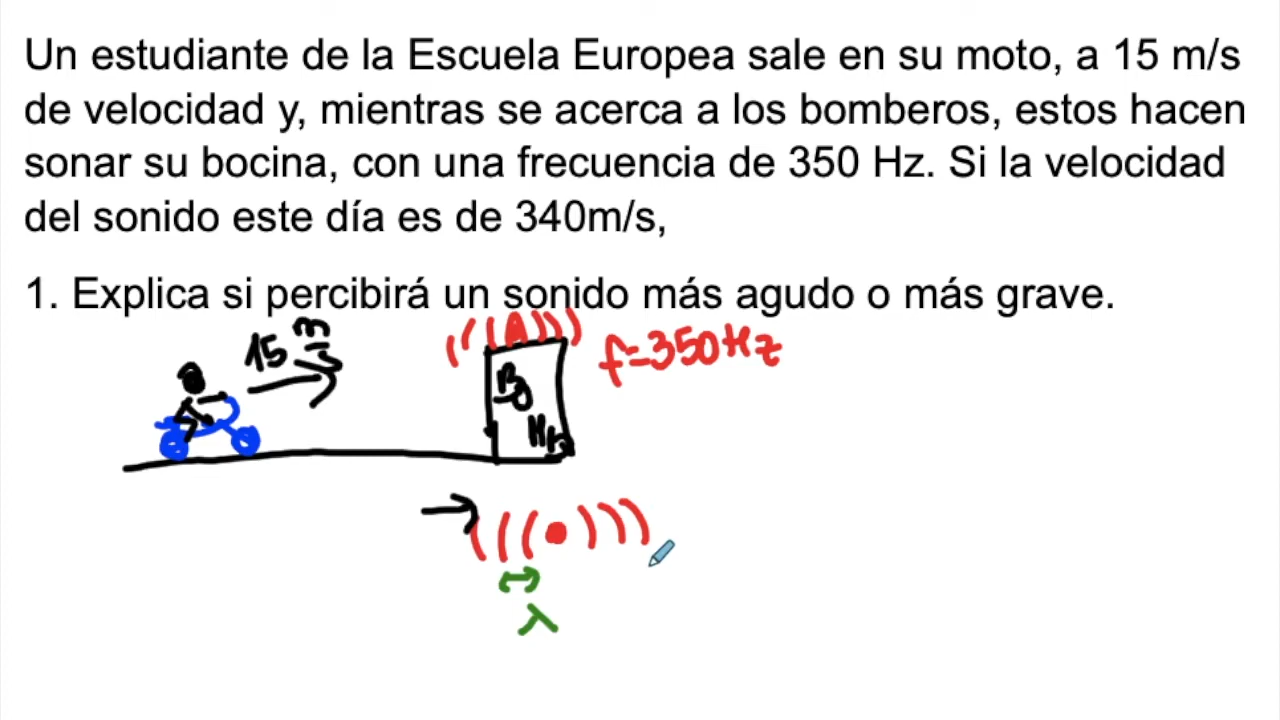 Un estudiante de la Escuela Europea sale en su moto, a 15 m/s
de velocidad y, mientras se acerca a los bomberos, estos hacen
sonar su bocina, con una frecuencia de 350 Hz. Si la velocidad
del sonido este día es de 340m/s,
1. Explica si percibirá un sonido más agudo o más grave.
15 m/s
f=350Hz
λ